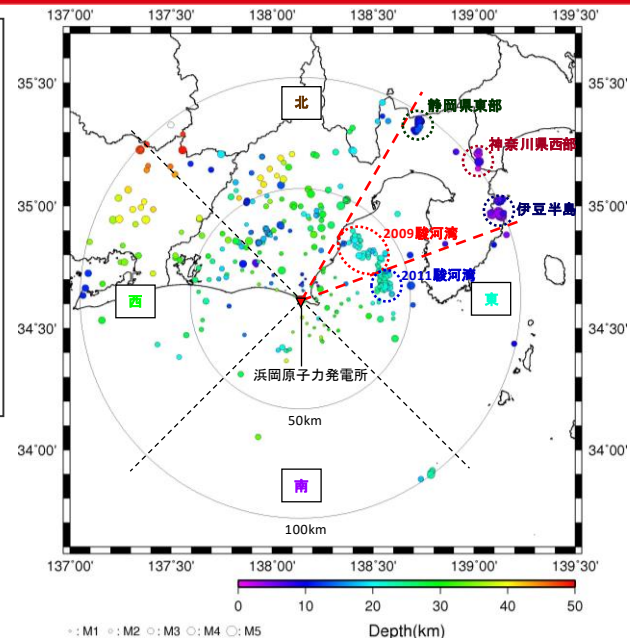 137°00' 137°30' 138°00' 138°30' 139°00' 139°30'
35°30'
35°00'
34°30'
34°00'
北
静岡県東部
神奈川県西部
伊豆半島
2009駿河湾
2011駿河湾
西
東
浜岡原子力発電所
50km
南
100km
35°30'
35°00'
34°30'
34°00'
137°00' 137°30' 138°00' 138°30' 139°00' 139°30'
0 10 20 30 40 50
Depth(km)
: M1 : M2 : M3 : M4 : M5